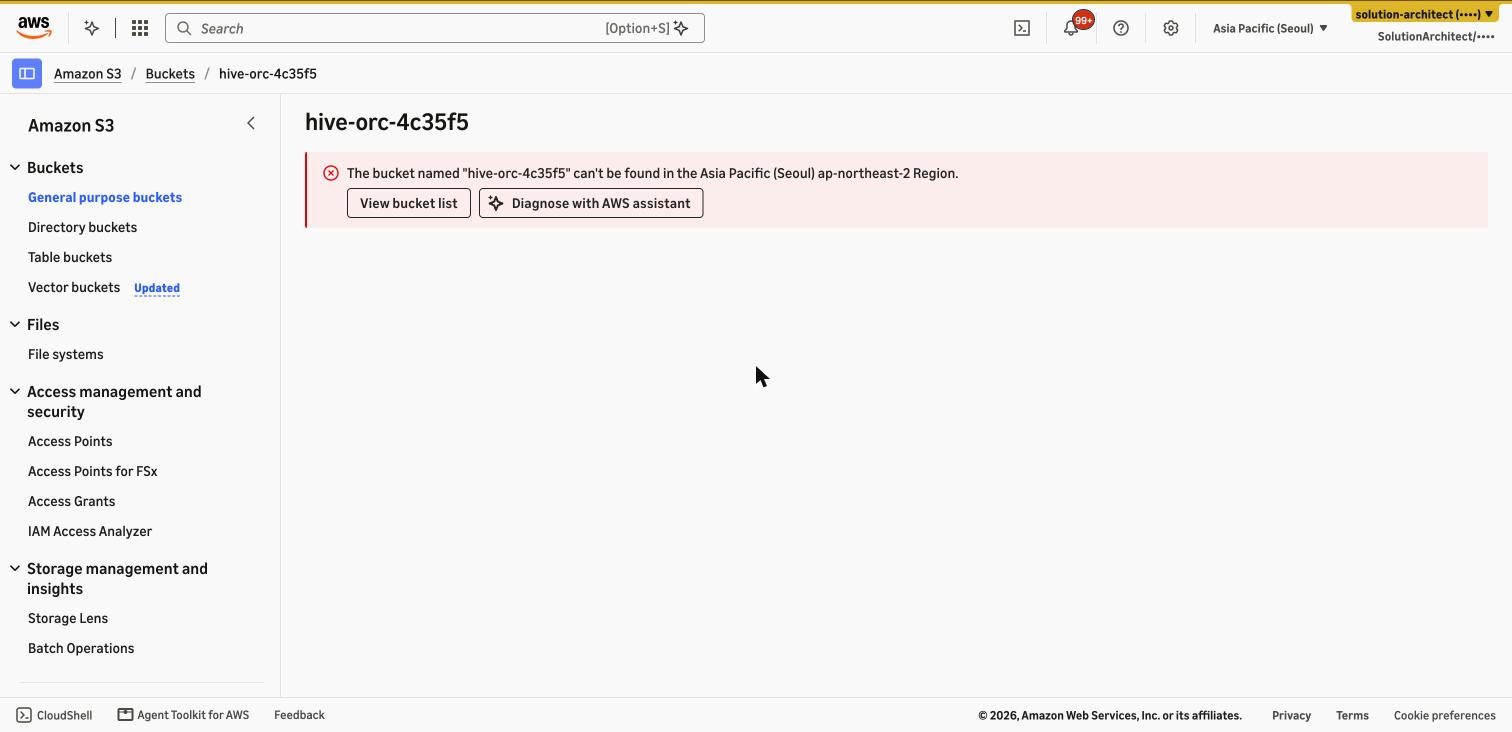 aws
Search
[Option+S]
99+
Asia Pacific (Seoul)
solution-architect (••••)
SolutionArchitect/••••
Amazon S3 / Buckets / hive-orc-4c35f5
Amazon S3
Buckets
General purpose buckets
Directory buckets
Table buckets
Vector buckets Updated
Files
File systems
Access management and
security
Access Points
Access Points for FSx
Access Grants
IAM Access Analyzer
Storage management and
insights
Storage Lens
Batch Operations
hive-orc-4c35f5
The bucket named "hive-orc-4c35f5" can't be found in the Asia Pacific (Seoul) ap-northeast-2 Region.
View bucket list
Diagnose with AWS assistant
CloudShell
Agent Toolkit for AWS
Feedback
© 2026, Amazon Web Services, Inc. or its affiliates.
Privacy
Terms
Cookie preferences